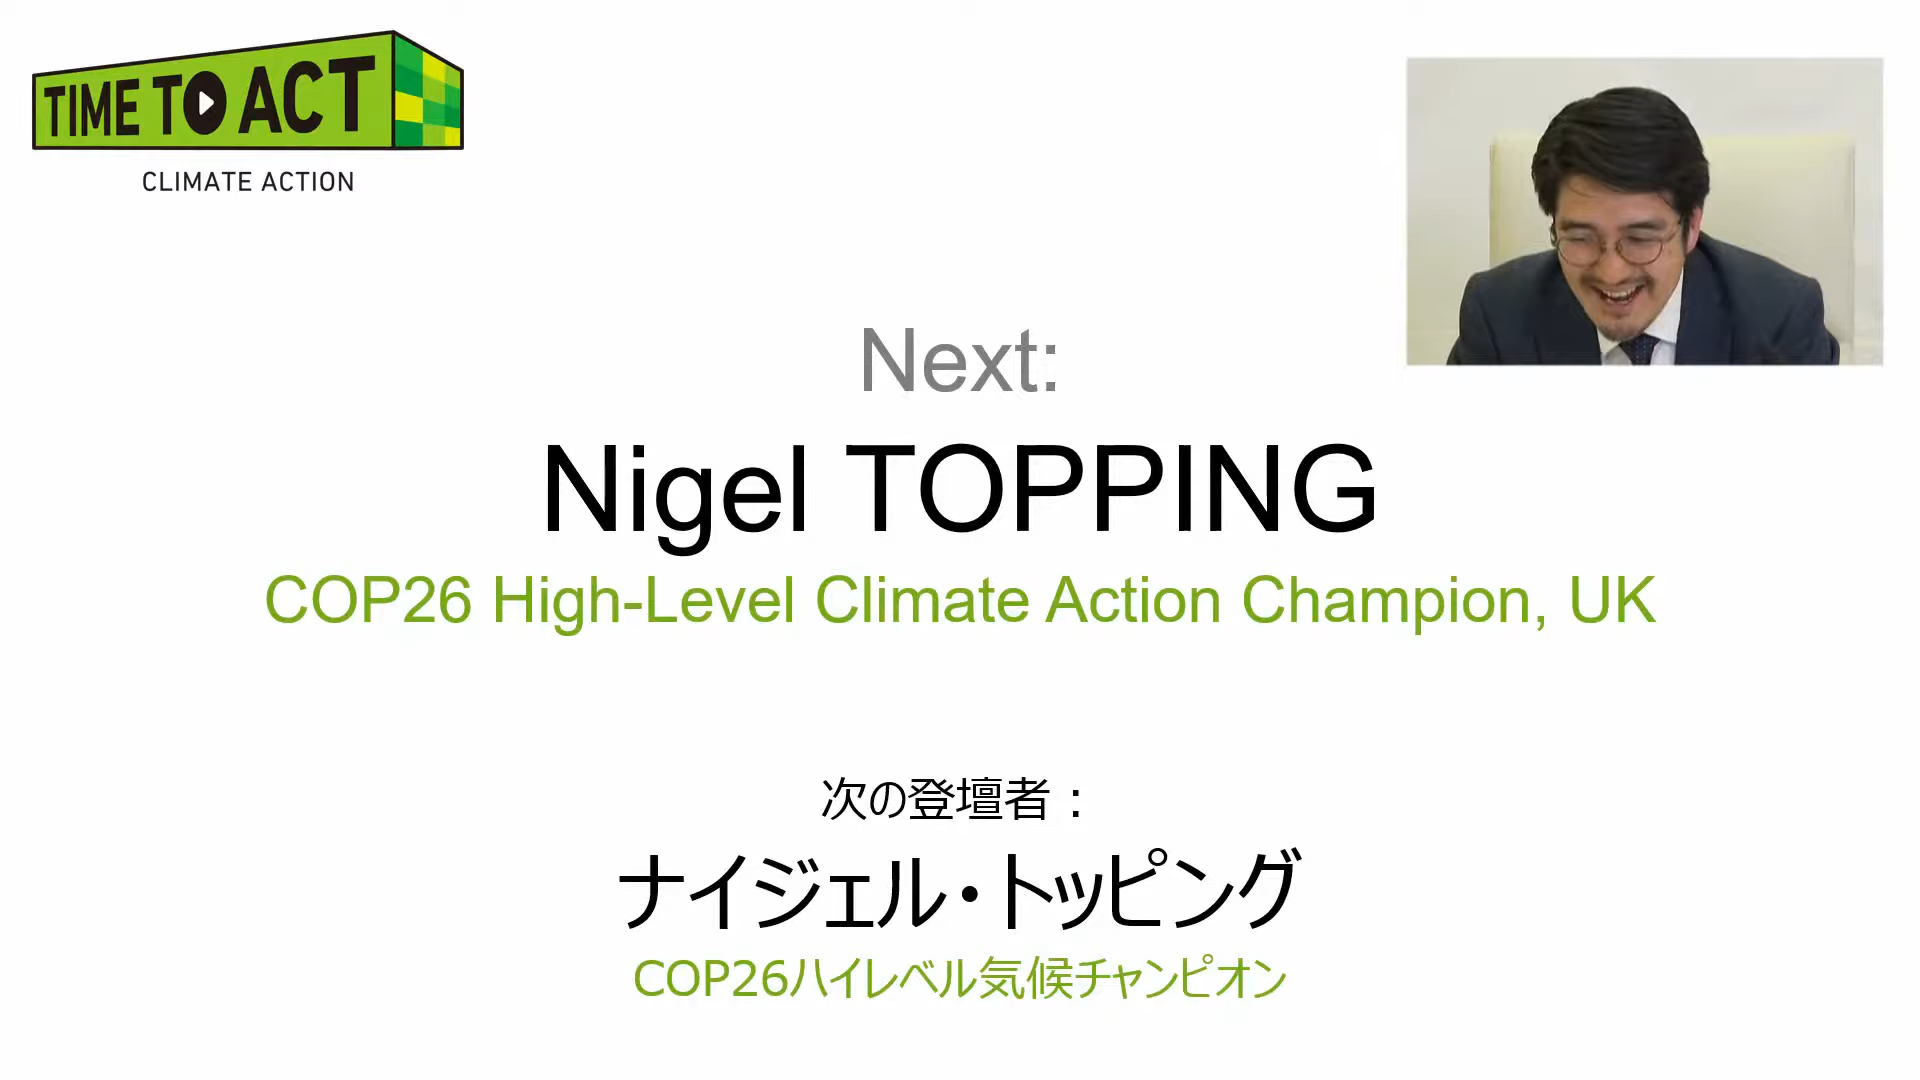 TIME TO ACT
CLIMATE ACTION
Next:
Nigel TOPPING
COP26 High-Level Climate Action Champion, UK
次の登壇者：
ナイジェル・トッピング
COP26ハイレベル気候チャンピオン